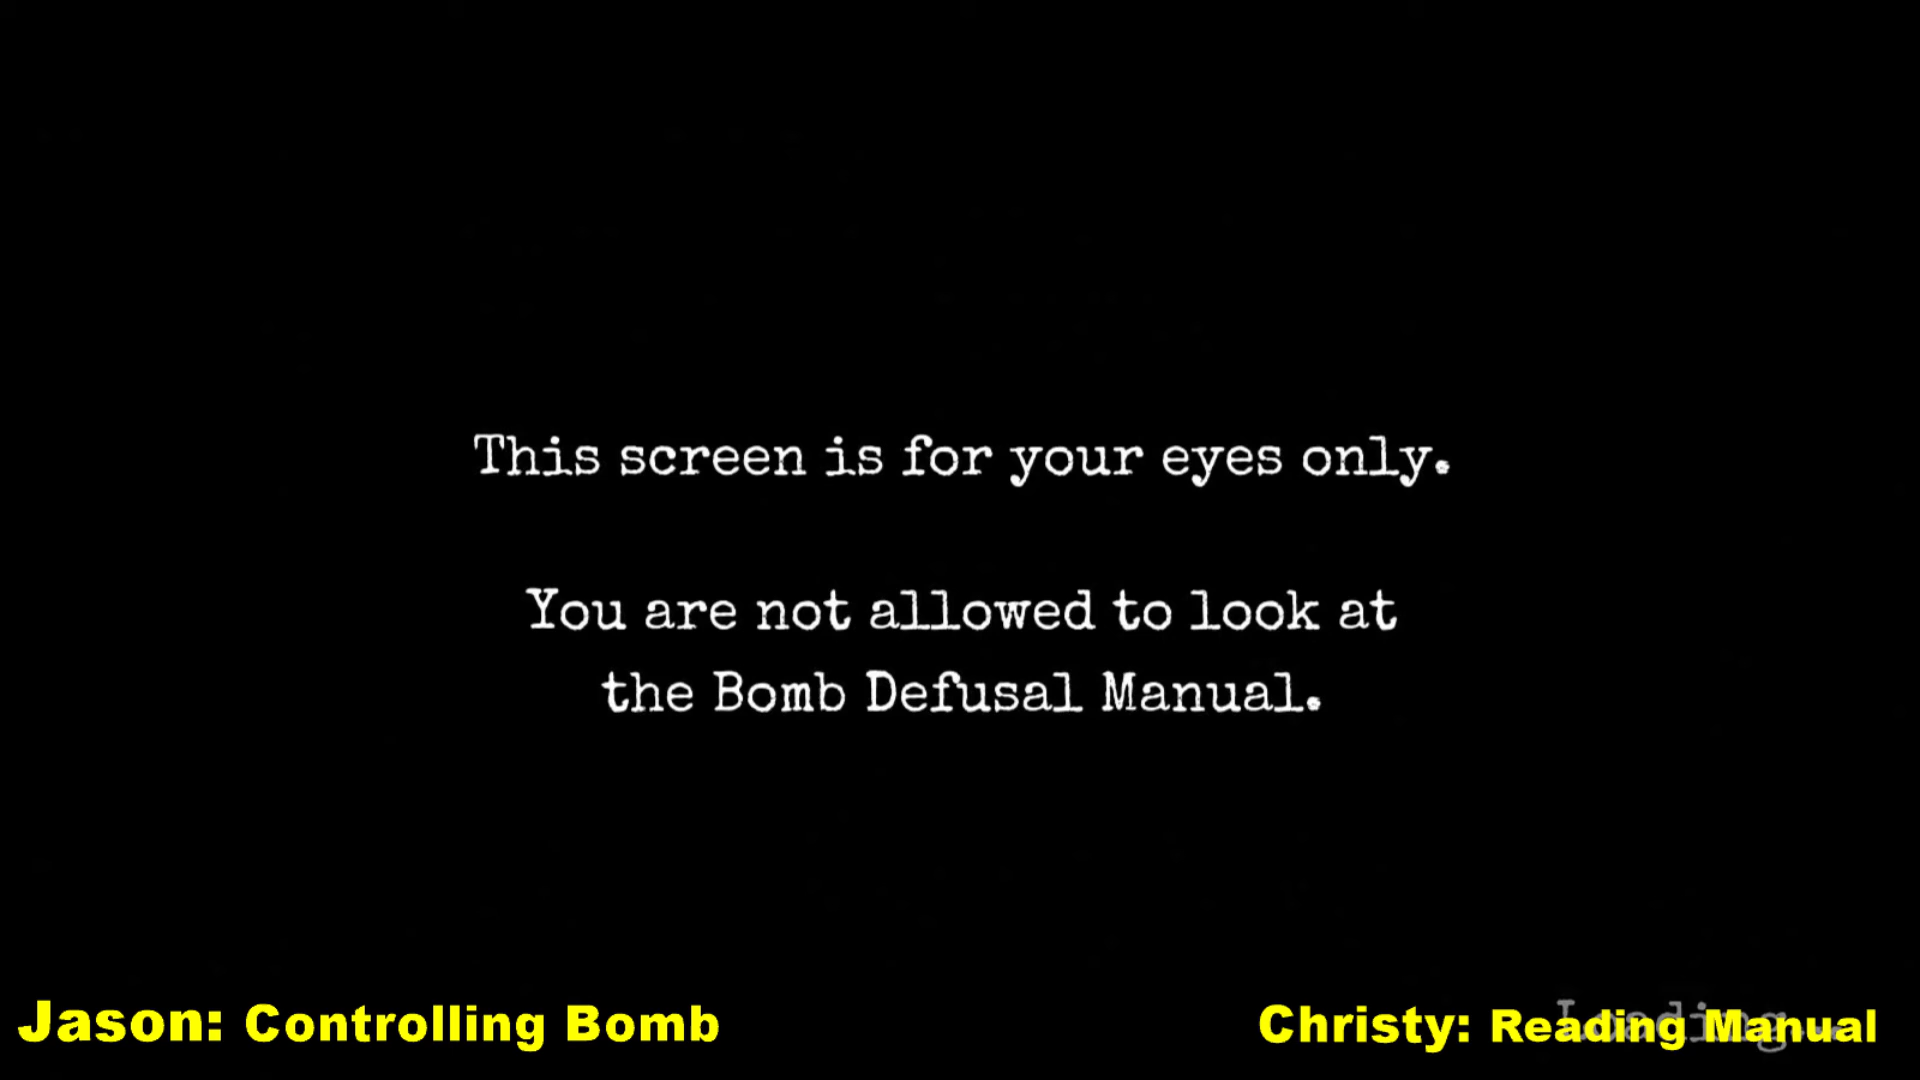 This screen is for your eyes only.
You are not allowed to look at
the Bomb Defusal Manual.
Loading...
Jason: Controlling Bomb
Christy: Reading Manual